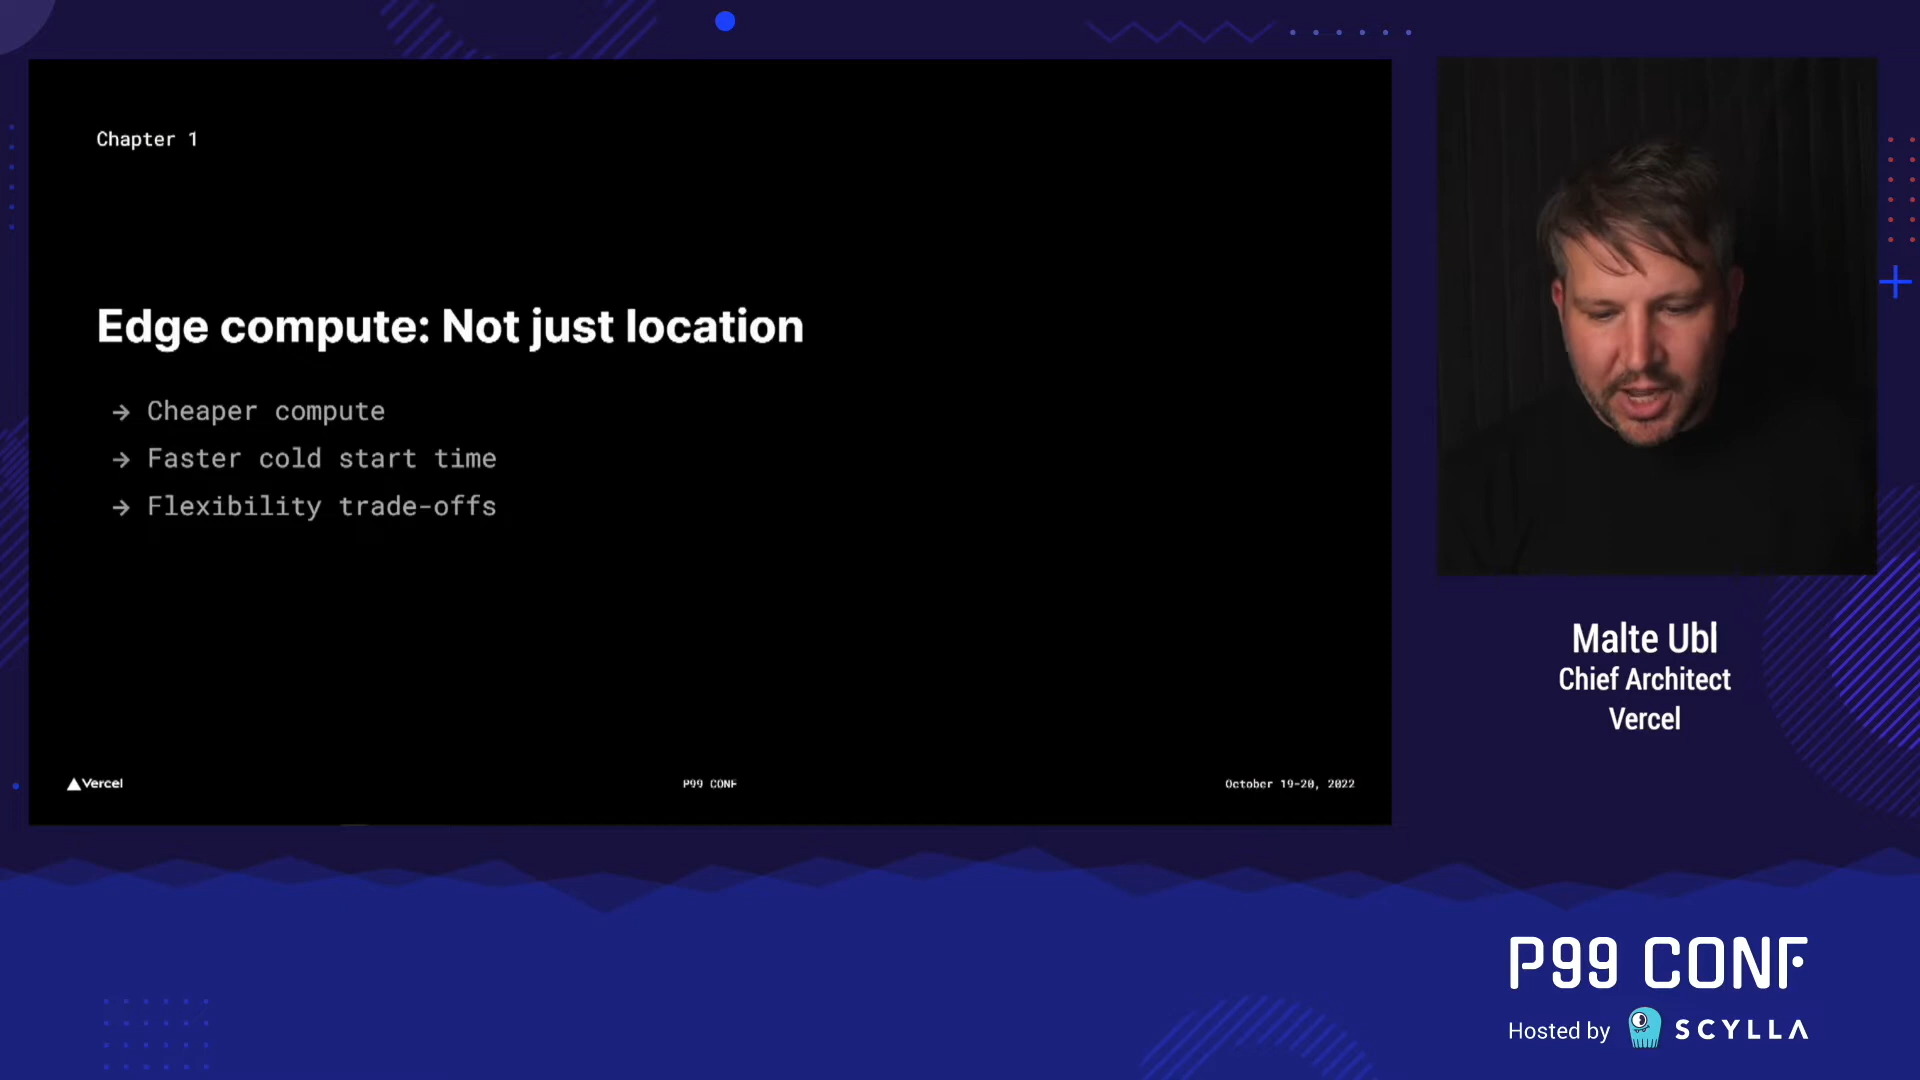 Chapter 1
Edge compute: Not just location
→ Cheaper compute
→ Faster cold start time
→ Flexibility trade-offs
Vercel
P99 CONF
October 19-20, 2022
Malte Ubl
Chief Architect
Vercel
P99 CONF
Hosted by SCYLLA